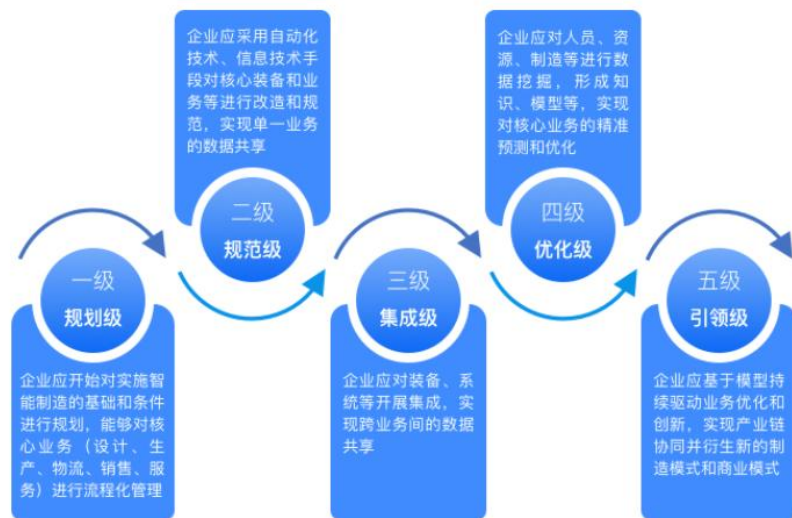 一级
规划级
企业应开始对实施智
能制造的基础和条件
进行规划，能够对核
心业务（设计、生
产、物流、销售、服
务）进行流程化管理
企业应采用自动化
技术、信息技术手
段对核心装备和业
务等进行改造和规
范，实现单一业务
的数据共享
二级
规范级
三级
集成级
企业应对装备、系
统等开展集成，实
现跨业务间的数据
共享
企业应对人员、资
源、制造等进行数
据挖掘，形成知
识、模型等，实现
对核心业务的精准
预测和优化
四级
优化级
五级
引领级
企业应基于模型持
续驱动业务优化和
创新，实现产业链
协同并衍生新的制
造模式和商业模式